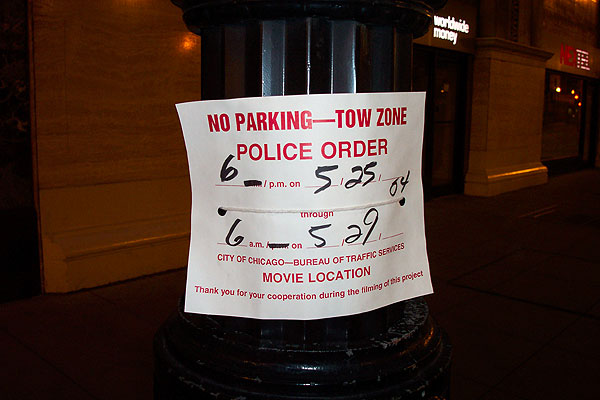 worldwide
money
NO PARKING—TOW ZONE
POLICE ORDER
6 / p.m. on 5/25/04
through
6 a.m. / on 5/29/
CITY OF CHICAGO—BUREAU OF TRAFFIC SERVICES
MOVIE LOCATION
Thank you for your cooperation during the filming of this project